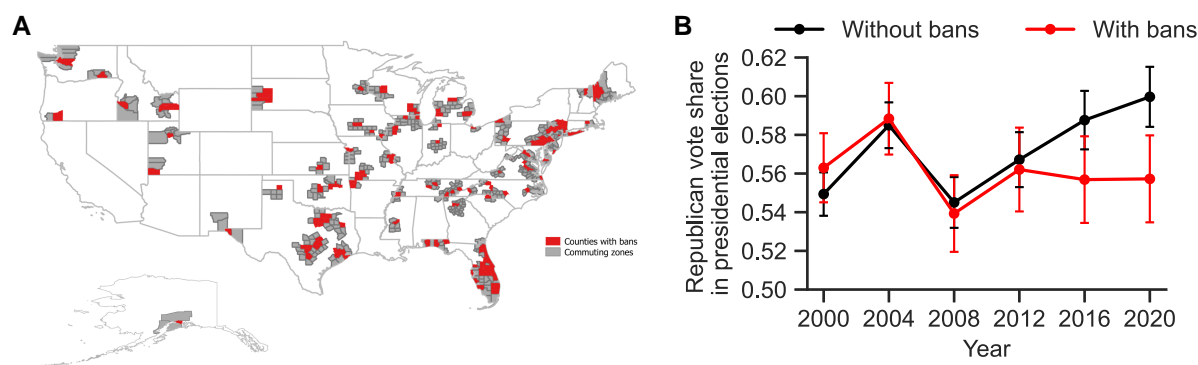 A
Counties with bans
Commuting zones
B
Without bans
With bans
Republican vote share
in presidential elections
0.62
0.60
0.58
0.56
0.54
0.52
0.50
2000
2004
2008
2012
2016
2020
Year